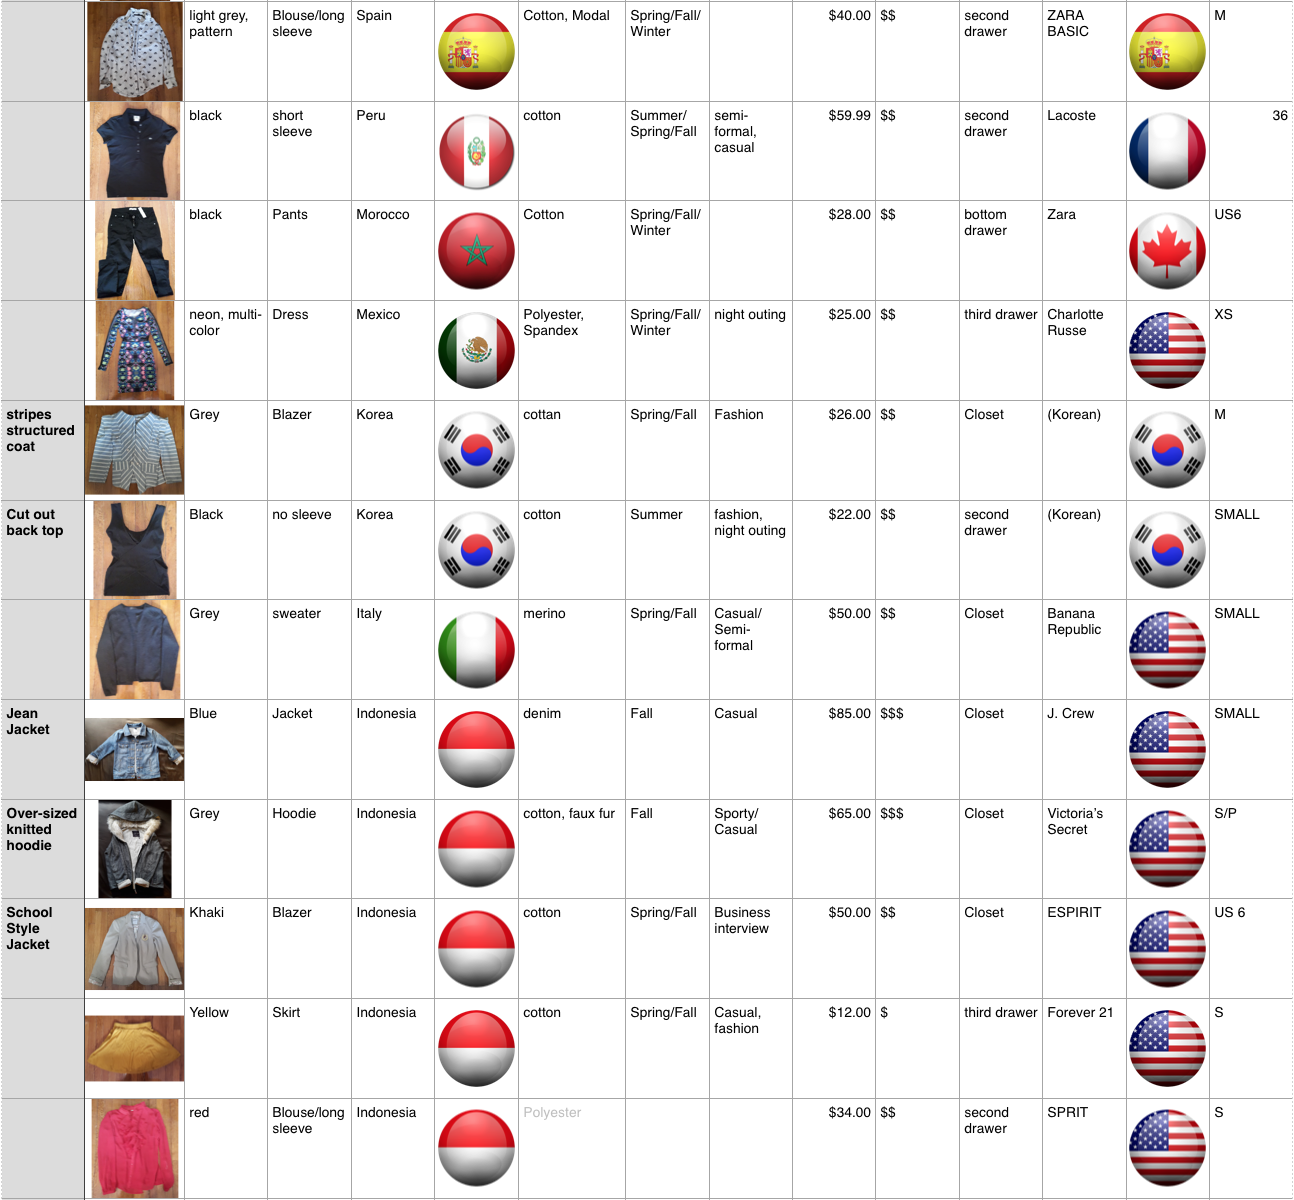 light grey, pattern Blouse/long sleeve Spain Cotton, Modal Spring/Fall/ Winter $40.00 $$ second drawer ZARA BASIC M
black short sleeve Peru cotton Summer/ Spring/Fall semi-formal, casual $59.99 $$ second drawer Lacoste 36
black Pants Morocco Cotton Spring/Fall/ Winter $28.00 $$ bottom drawer Zara US6
neon, multi-color Dress Mexico Polyester, Spandex Spring/Fall/ Winter night outing $25.00 $$ third drawer Charlotte Russe XS
stripes structured coat Grey Blazer Korea cottan Spring/Fall Fashion $26.00 $$ Closet (Korean) M
Cut out back top Black no sleeve Korea cotton Summer fashion, night outing $22.00 $$ second drawer (Korean) SMALL
Grey sweater Italy merino Spring/Fall Casual/ Semi-formal $50.00 $$ Closet Banana Republic SMALL
Jean Jacket Blue Jacket Indonesia denim Fall Casual $85.00 $$$ Closet J. Crew SMALL
Over-sized knitted hoodie Grey Hoodie Indonesia cotton, faux fur Fall Sporty/ Casual $65.00 $$$ Closet Victoria's Secret S/P
School Style Jacket Khaki Blazer Indonesia cotton Spring/Fall Business interview $50.00 $$ Closet ESPIRIT US 6
Yellow Skirt Indonesia cotton Spring/Fall Casual, fashion $12.00 $ third drawer Forever 21 S
red Blouse/long sleeve Indonesia Polyester $34.00 $$ second drawer SPRIT S